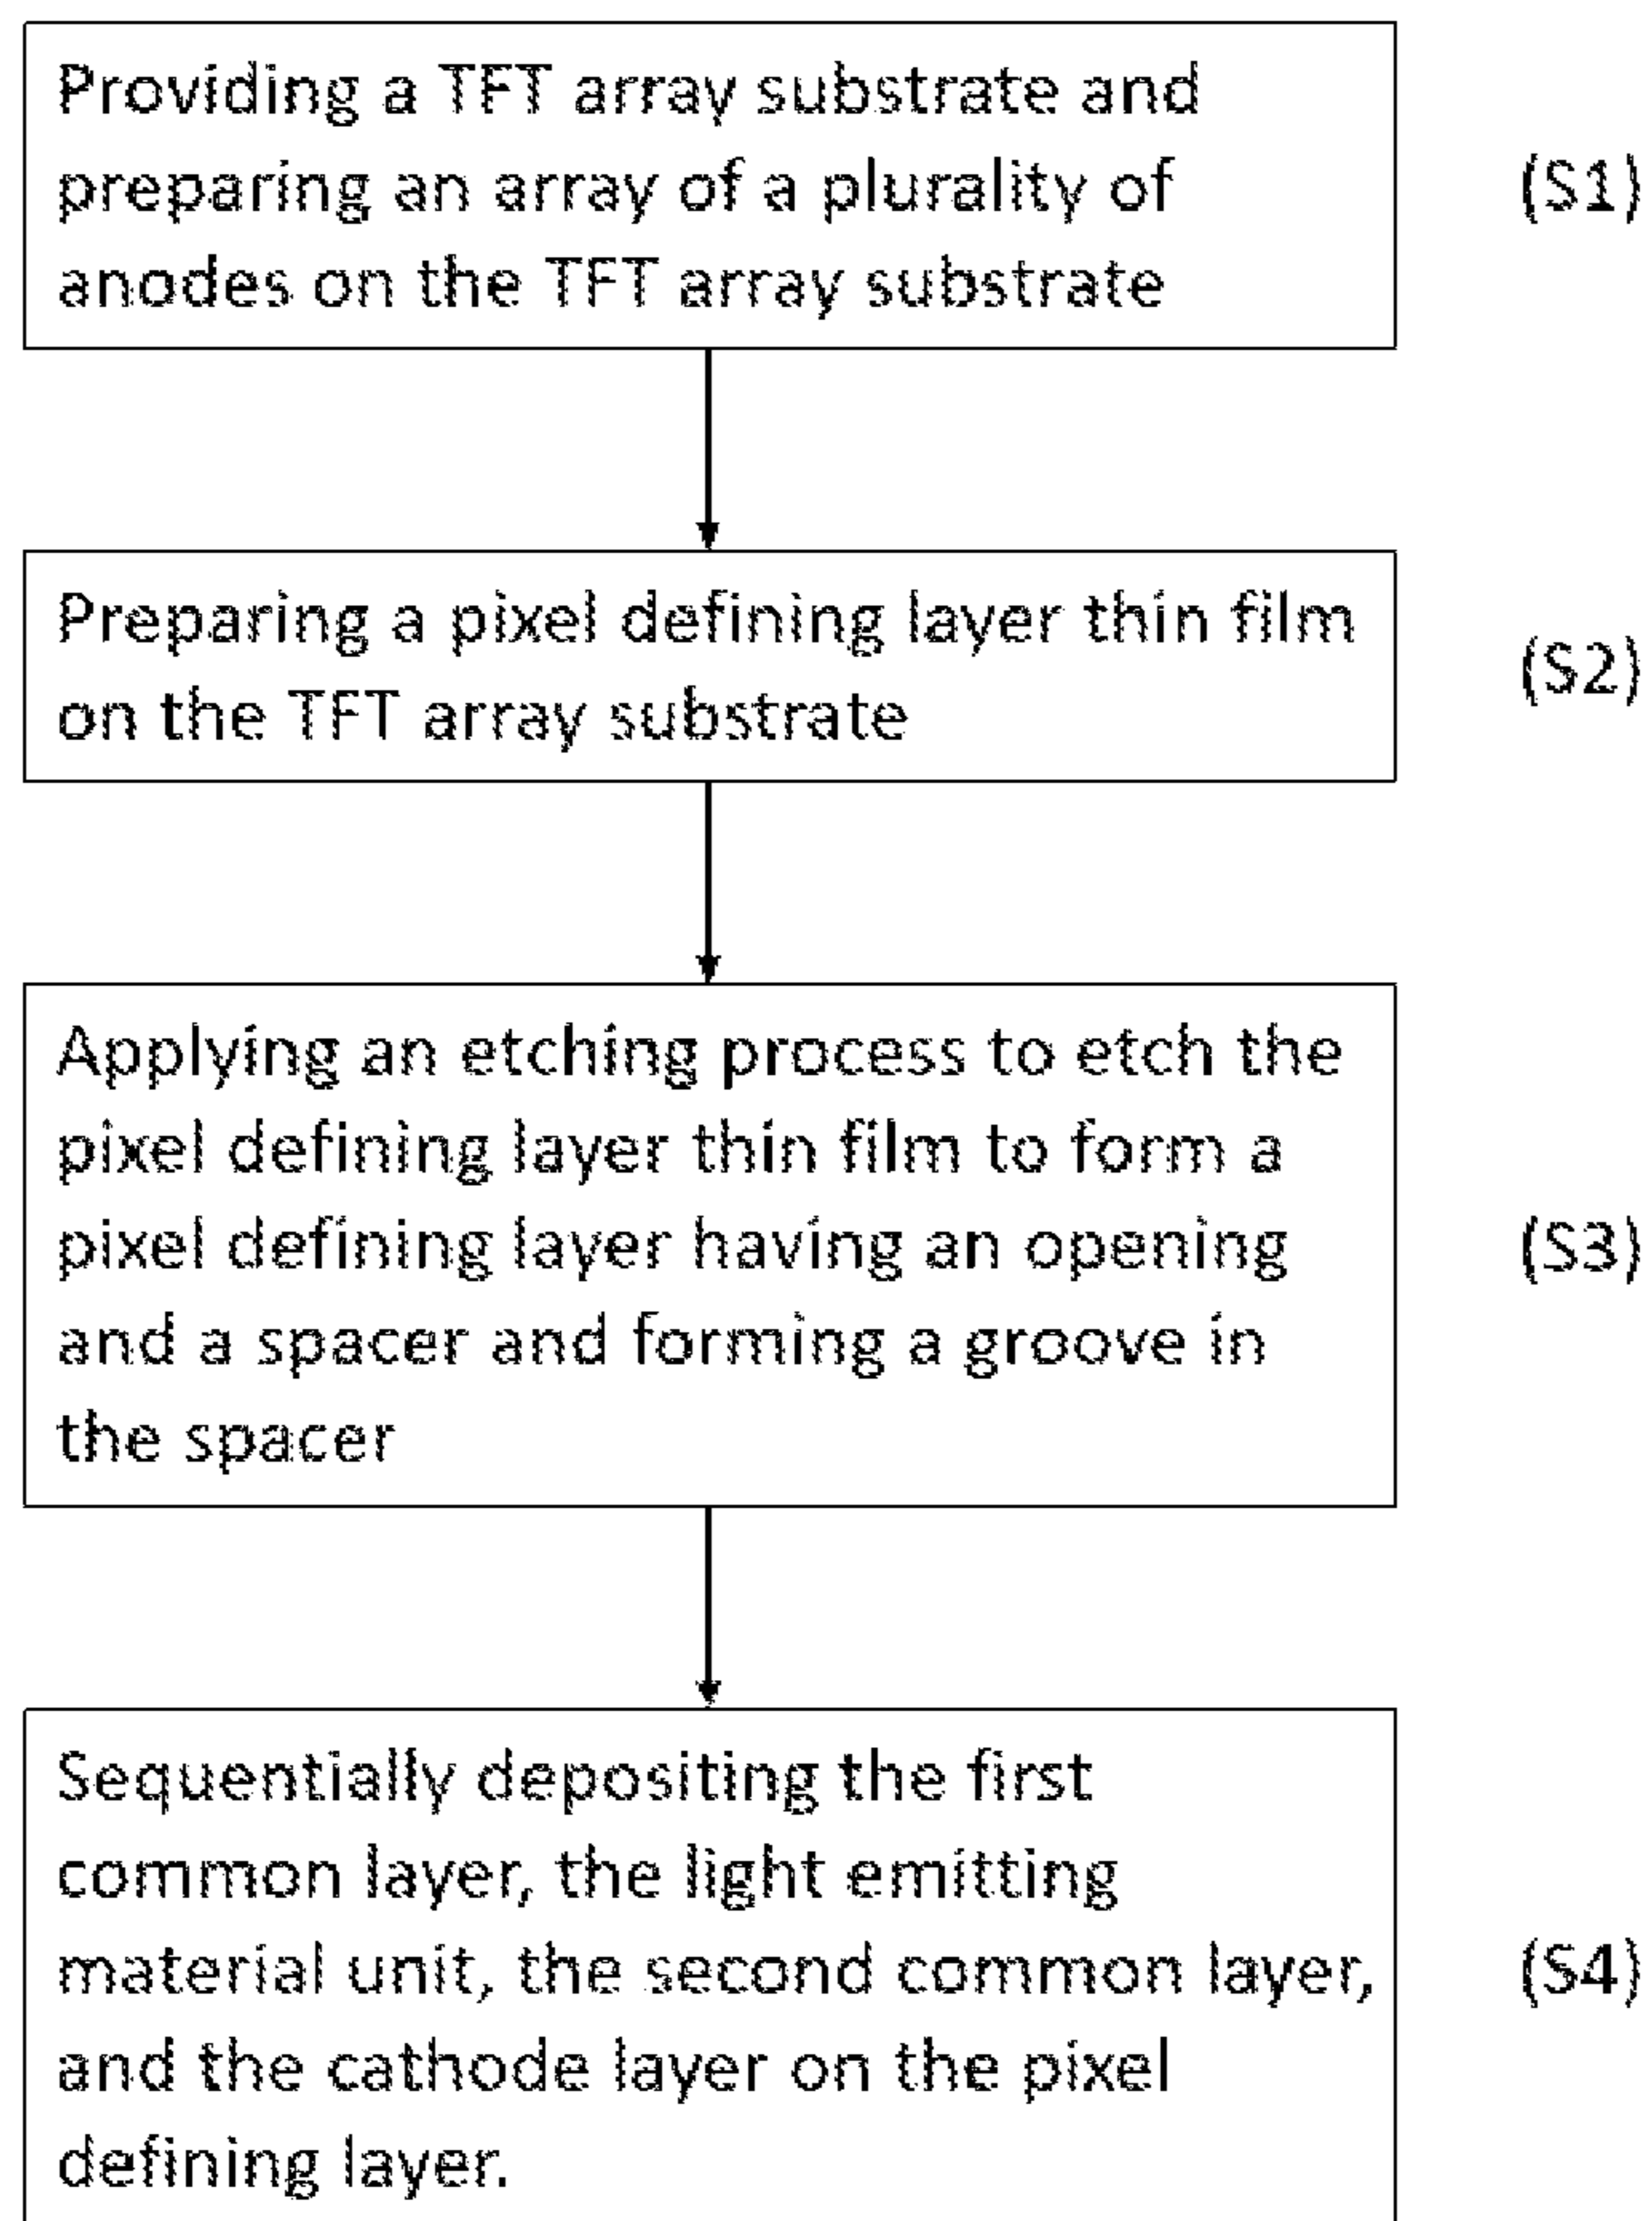 Providing a TFT array substrate and
preparing an array of a plurality of
anodes on the TFT array substrate
(S1)
Preparing a pixel defining layer thin film
on the TFT array substrate
(S2)
Applying an etching process to etch the
pixel defining layer thin film to form a
pixel defining layer having an opening
and a spacer and forming a groove in
the spacer
(S3)
Sequentially depositing the first
common layer, the light emitting
material unit, the second common layer,
and the cathode layer on the pixel
defining layer.
(S4)